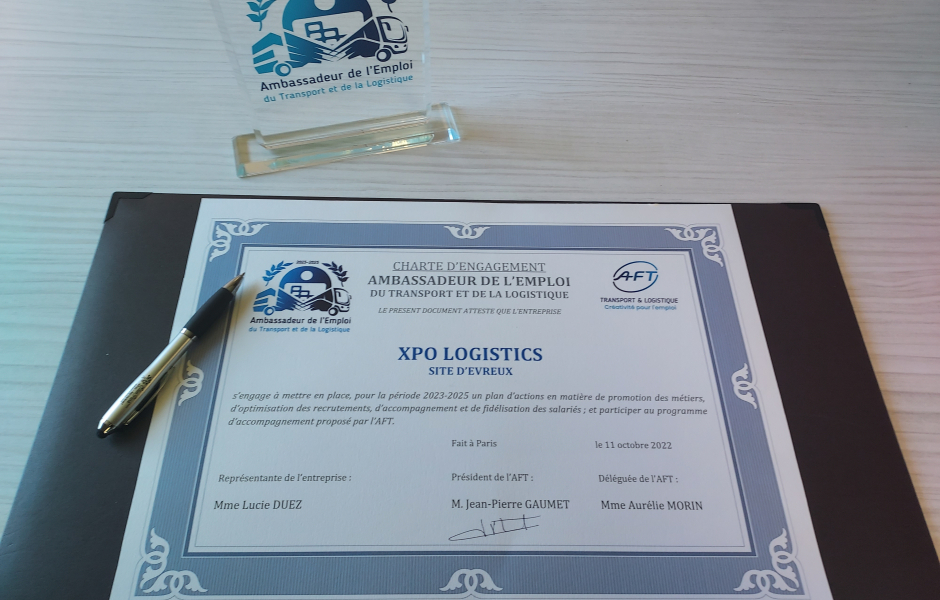 Ambassadeur de l'Emploi
du Transport et de la Logistique
2023-2025
Ambassadeur de l'Emploi
du Transport et de la Logistique
CHARTE D'ENGAGEMENT
AMBASSADEUR DE L'EMPLOI
DU TRANSPORT ET DE LA LOGISTIQUE
LE PRESENT DOCUMENT ATTESTE QUE L'ENTREPRISE
AFT
TRANSPORT & LOGISTIQUE
Créativité pour l'emploi
XPO LOGISTICS
SITE D'EVREUX
s'engage à mettre en place, pour la période 2023-2025 un plan d'actions en matière de promotion des métiers,
d'optimisation des recrutements, d'accompagnement et de fidélisation des salariés ; et participer au programme
d'accompagnement proposé par l'AFT.
Fait à Paris le 11 octobre 2022
Représentante de l'entreprise : Président de l'AFT : Déléguée de l'AFT :
Mme Lucie DUEZ M. Jean-Pierre GAUMET Mme Aurélie MORIN